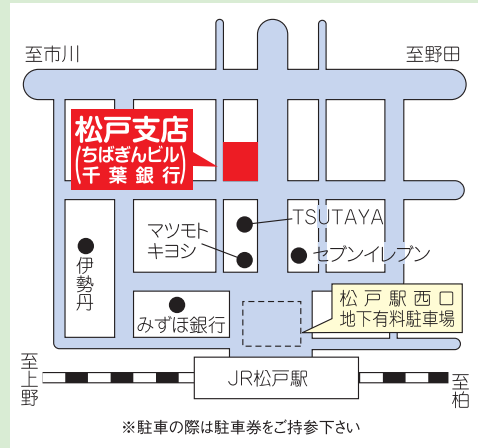 至市川
至野田
松戸支店
(ちばぎんビル)
(千葉銀行)
TSUTAYA
マツモト
キヨシ
セブンイレブン
伊勢丹
みずほ銀行
松戸駅西口
地下有料駐車場
至上野
JR松戸駅
至柏
※駐車の際は駐車券をご持参下さい